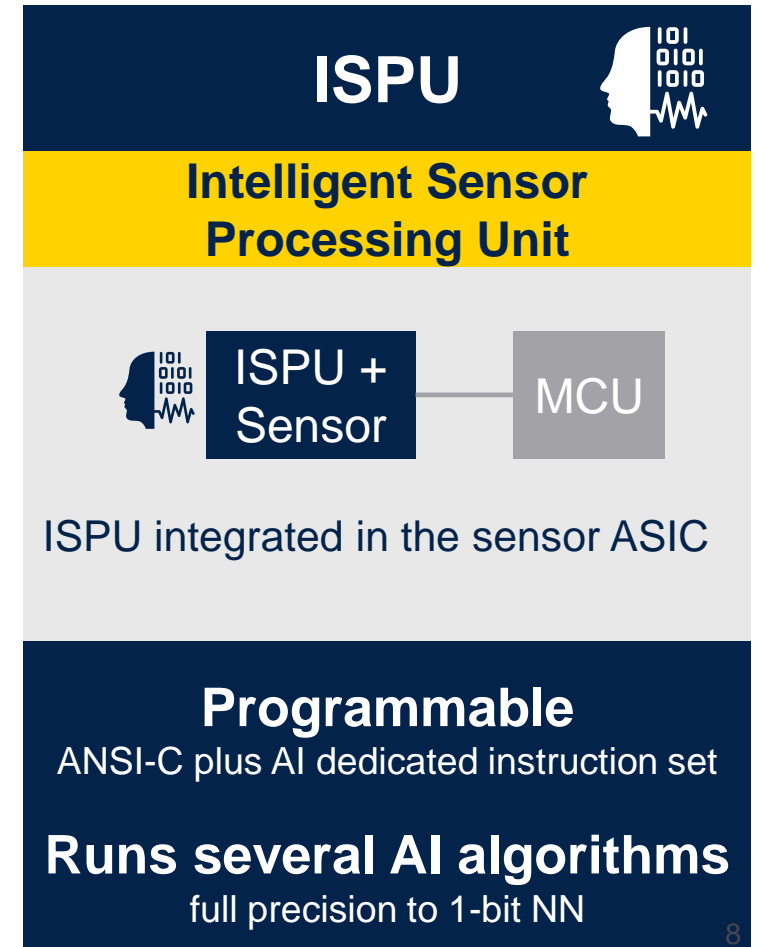 ISPU
101
0101
1010
Intelligent Sensor
Processing Unit
101
0101
1010
ISPU +
Sensor
MCU
ISPU integrated in the sensor ASIC
Programmable
ANSI-C plus AI dedicated instruction set
Runs several AI algorithms
full precision to 1-bit NN
8